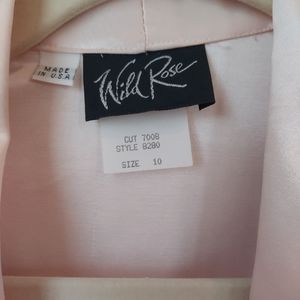 MADE
IN U.S.A
Wild Rose
CUT 7008
STYLE 8280
SIZE 10